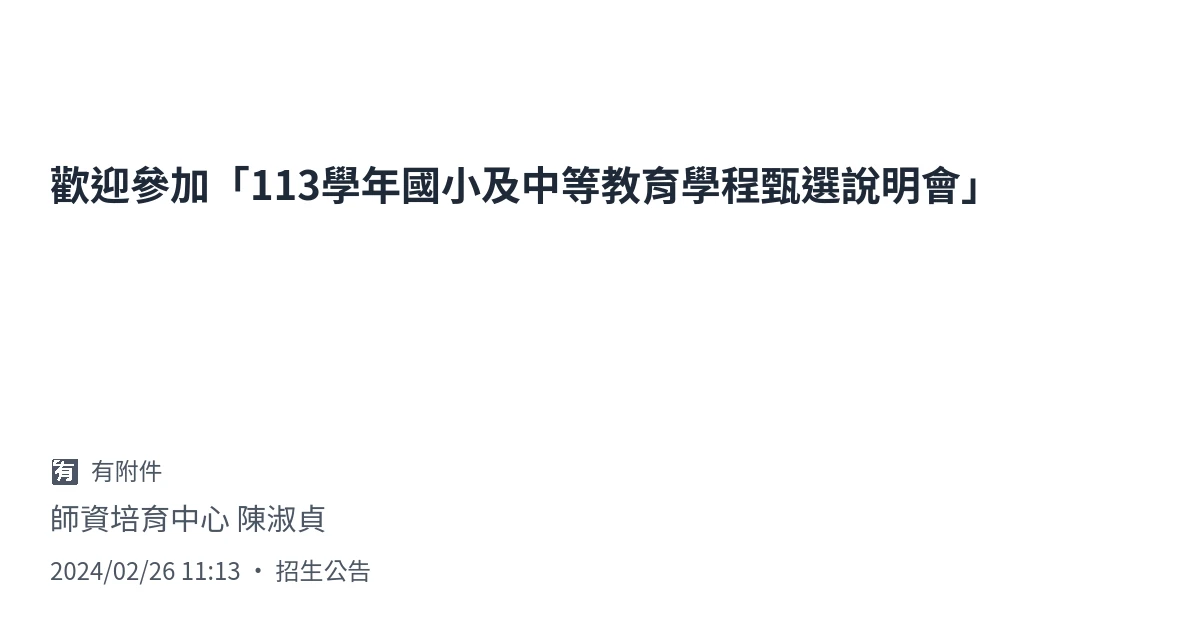 歡迎參加「113學年國小及中等教育學程甄選說明會」
🈶 有附件
師資培育中心 陳淑貞
2024/02/26 11:13 • 招生公告